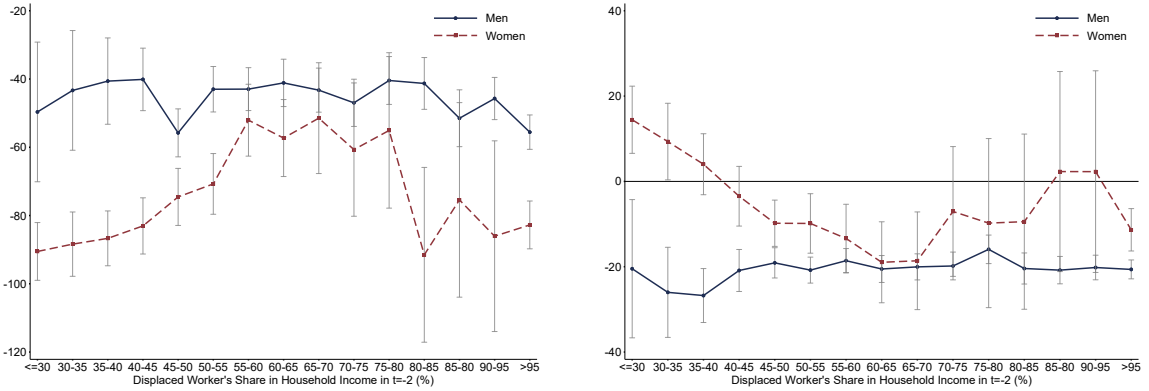 -20
-40
-60
-80
-100
-120
Men
Women
<=30 30-35 35-40 40-45 45-50 50-55 55-60 60-65 65-70 70-75 75-80 80-85 85-80 90-95 >95
Displaced Worker's Share in Household Income in t=-2 (%)
40
20
0
-20
-40
Men
Women
<=30 30-35 35-40 40-45 45-50 50-55 55-60 60-65 65-70 70-75 75-80 80-85 85-80 90-95 >95
Displaced Worker's Share in Household Income in t=-2 (%)